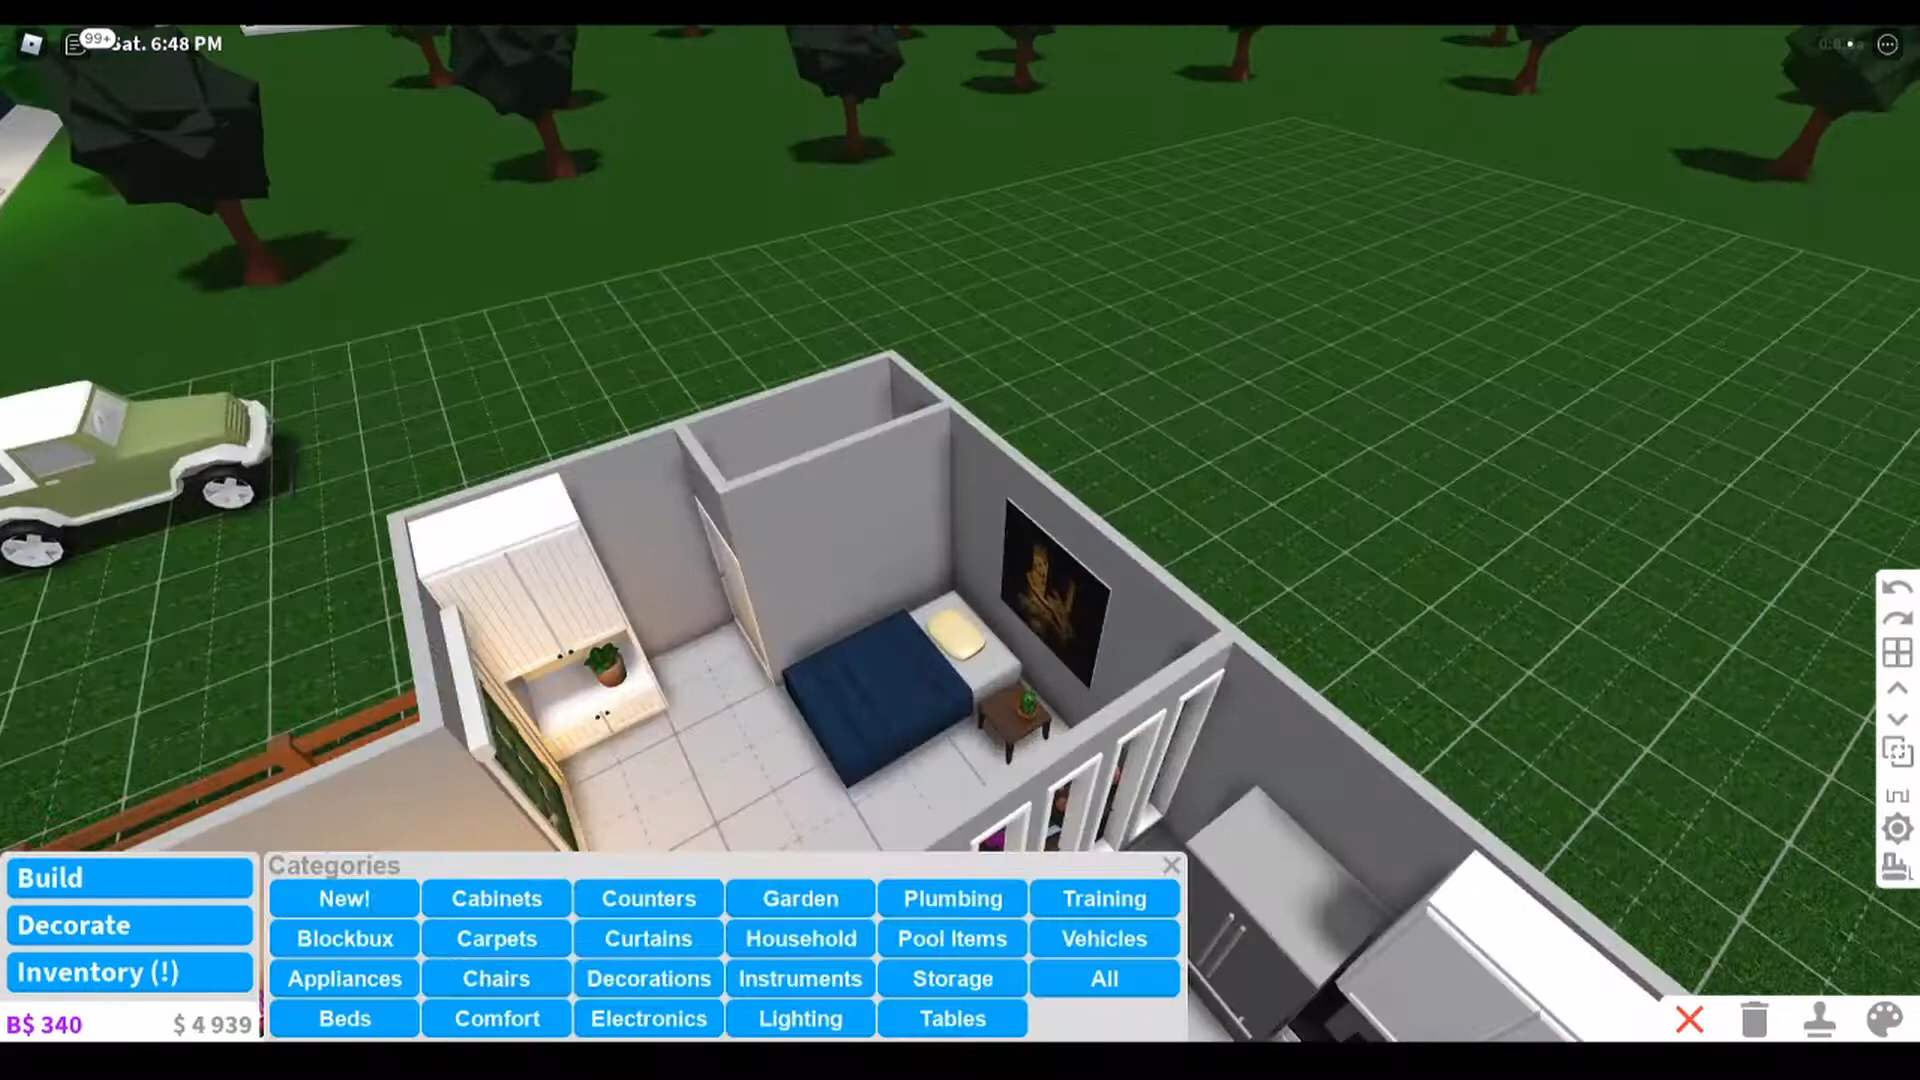 99+
Sat. 6:48 PM
Build
Decorate
Inventory (!)
B$ 340
$ 4 939
Categories
New! Cabinets Counters Garden Plumbing Training
Blockbux Carpets Curtains Household Pool Items Vehicles
Appliances Chairs Decorations Instruments Storage All
Beds Comfort Electronics Lighting Tables